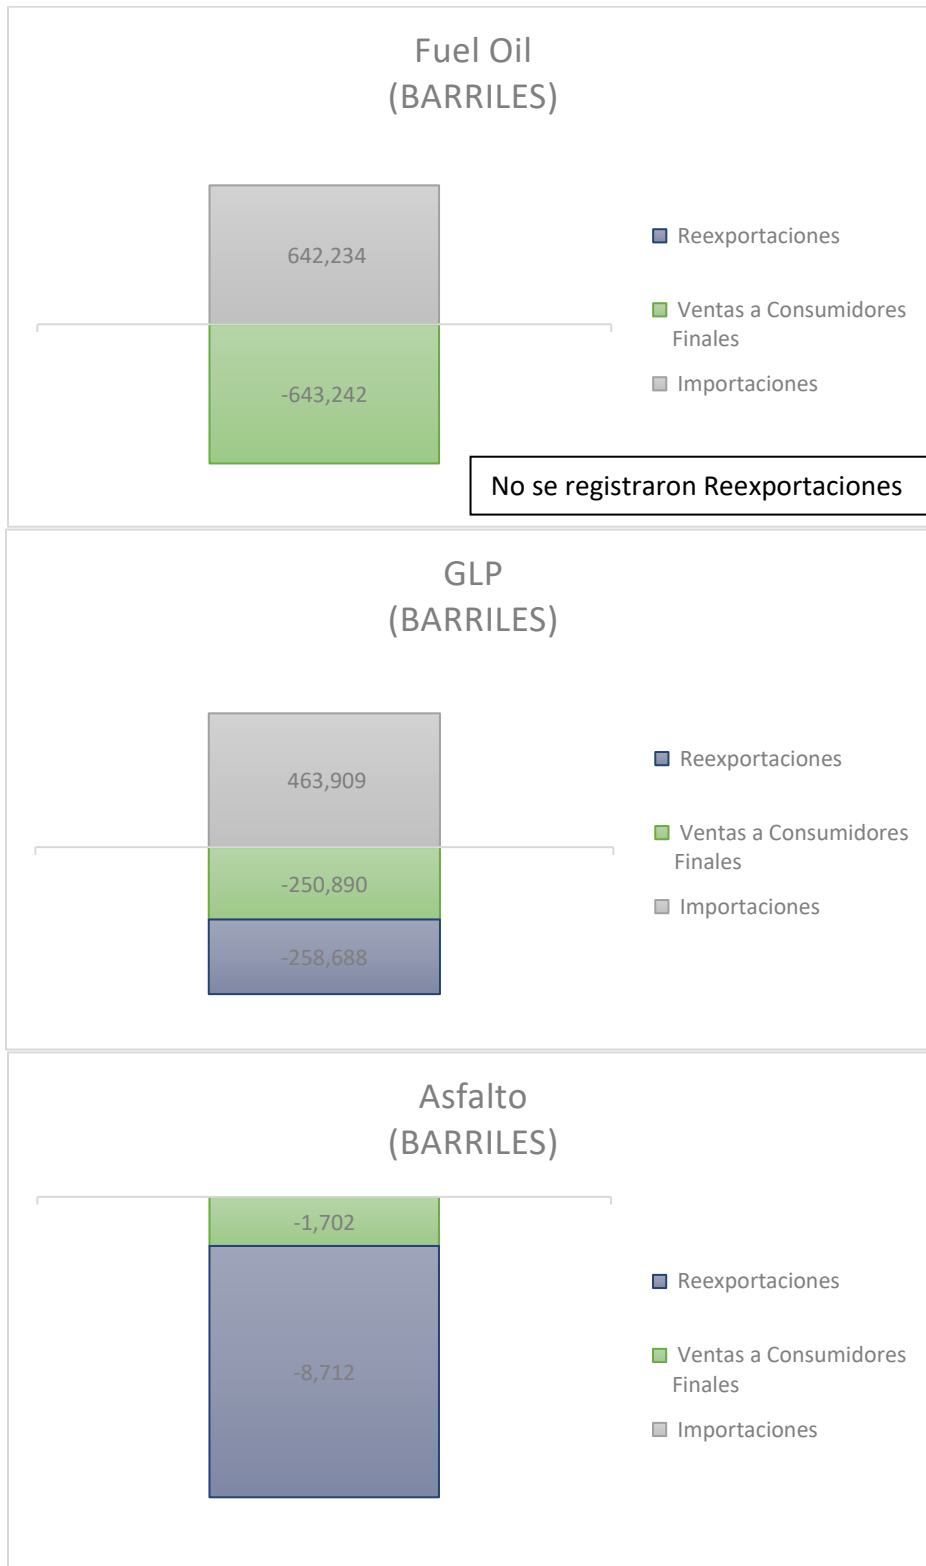 Fuel Oil
(BARRILES)
642,234
-643,242
Reexportaciones
Ventas a Consumidores
Finales
Importaciones
No se registraron Reexportaciones
GLP
(BARRILES)
463,909
-250,890
-258,688
Reexportaciones
Ventas a Consumidores
Finales
Importaciones
Asfalto
(BARRILES)
-1,702
-8,712
Reexportaciones
Ventas a Consumidores
Finales
Importaciones